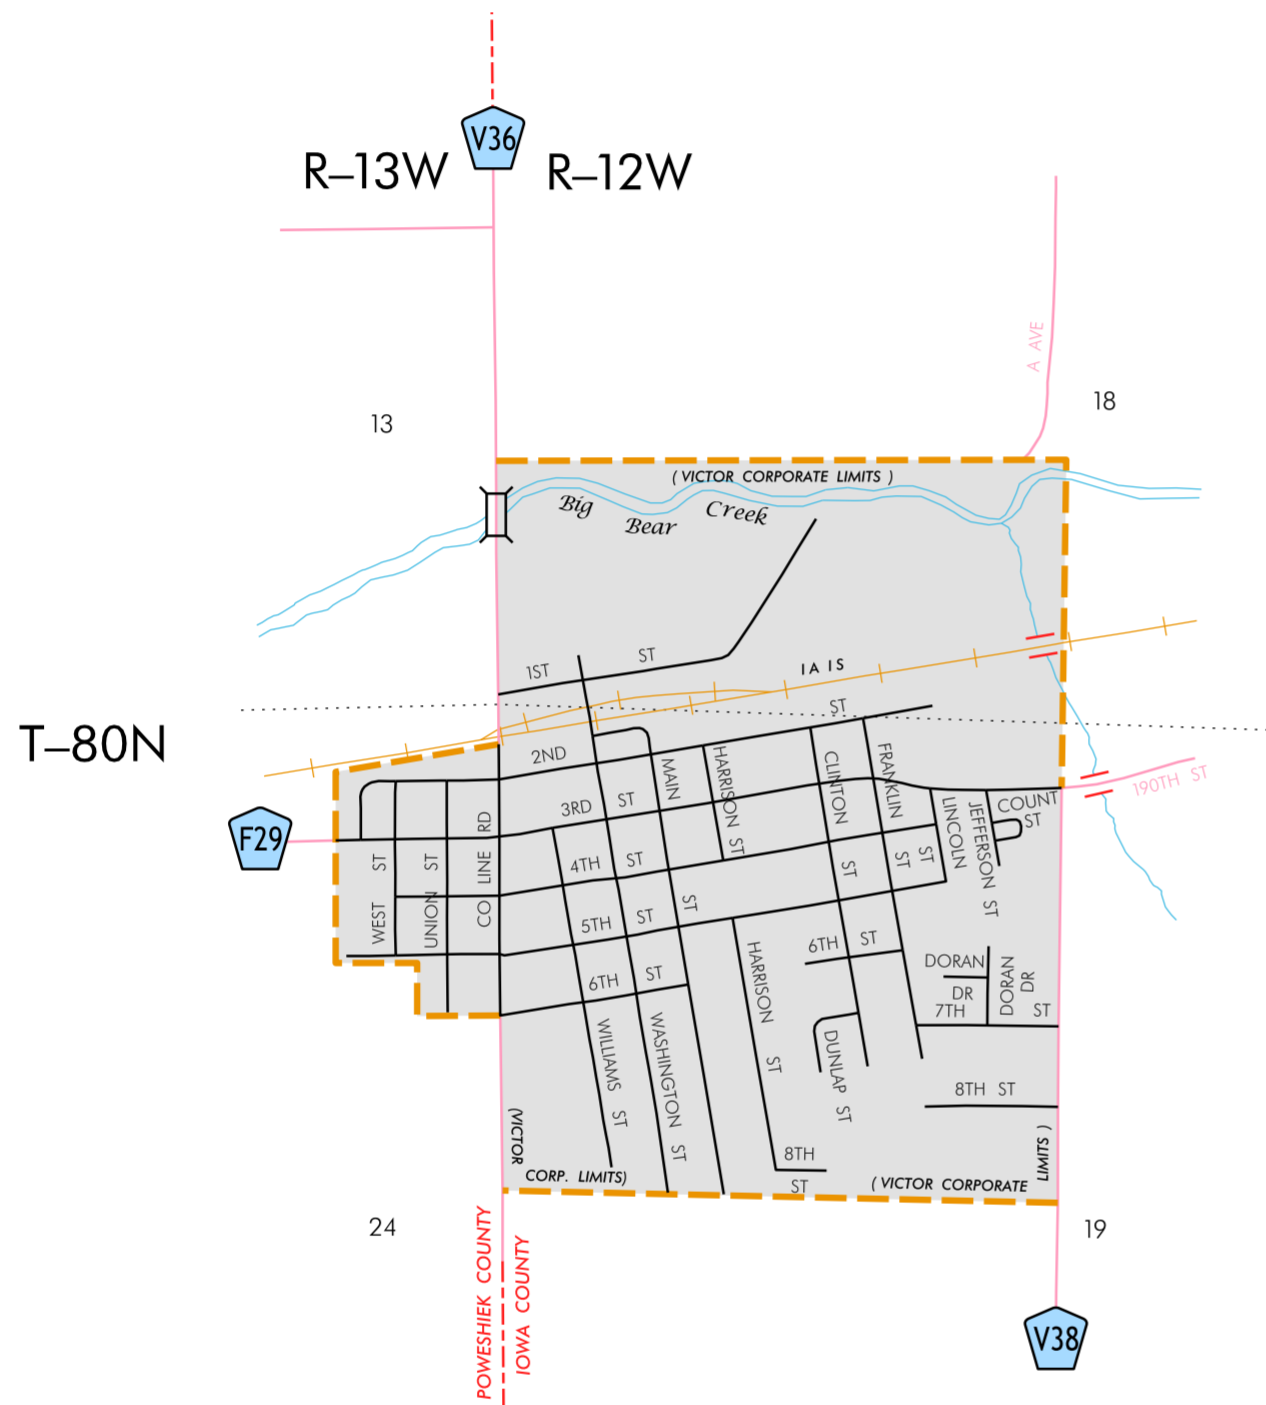 V36
R–13W
R–12W
A AVE
13
18
( VICTOR CORPORATE LIMITS )
Big
Bear
Creek
1ST
ST
IA IS
ST
T–80N
2ND
MAIN
HARRISON ST
CLINTON
FRANKLIN
190TH ST
3RD
ST
LINCOLN
JEFFERSON ST
COUNT
ST
F29
WEST
ST
UNION
ST
CO LINE RD
4TH
ST
ST
ST
ST
5TH
ST
ST
6TH
ST
HARRISON
ST
6TH
ST
DORAN
DR
DORAN
DR
7TH
ST
WILLIAMS ST
WASHINGTON ST
DUNLAP ST
8TH ST
(VICTOR
CORP. LIMITS)
8TH
ST
( VICTOR CORPORATE
LIMITS )
24
19
POWESHIEK COUNTY
IOWA COUNTY
V38